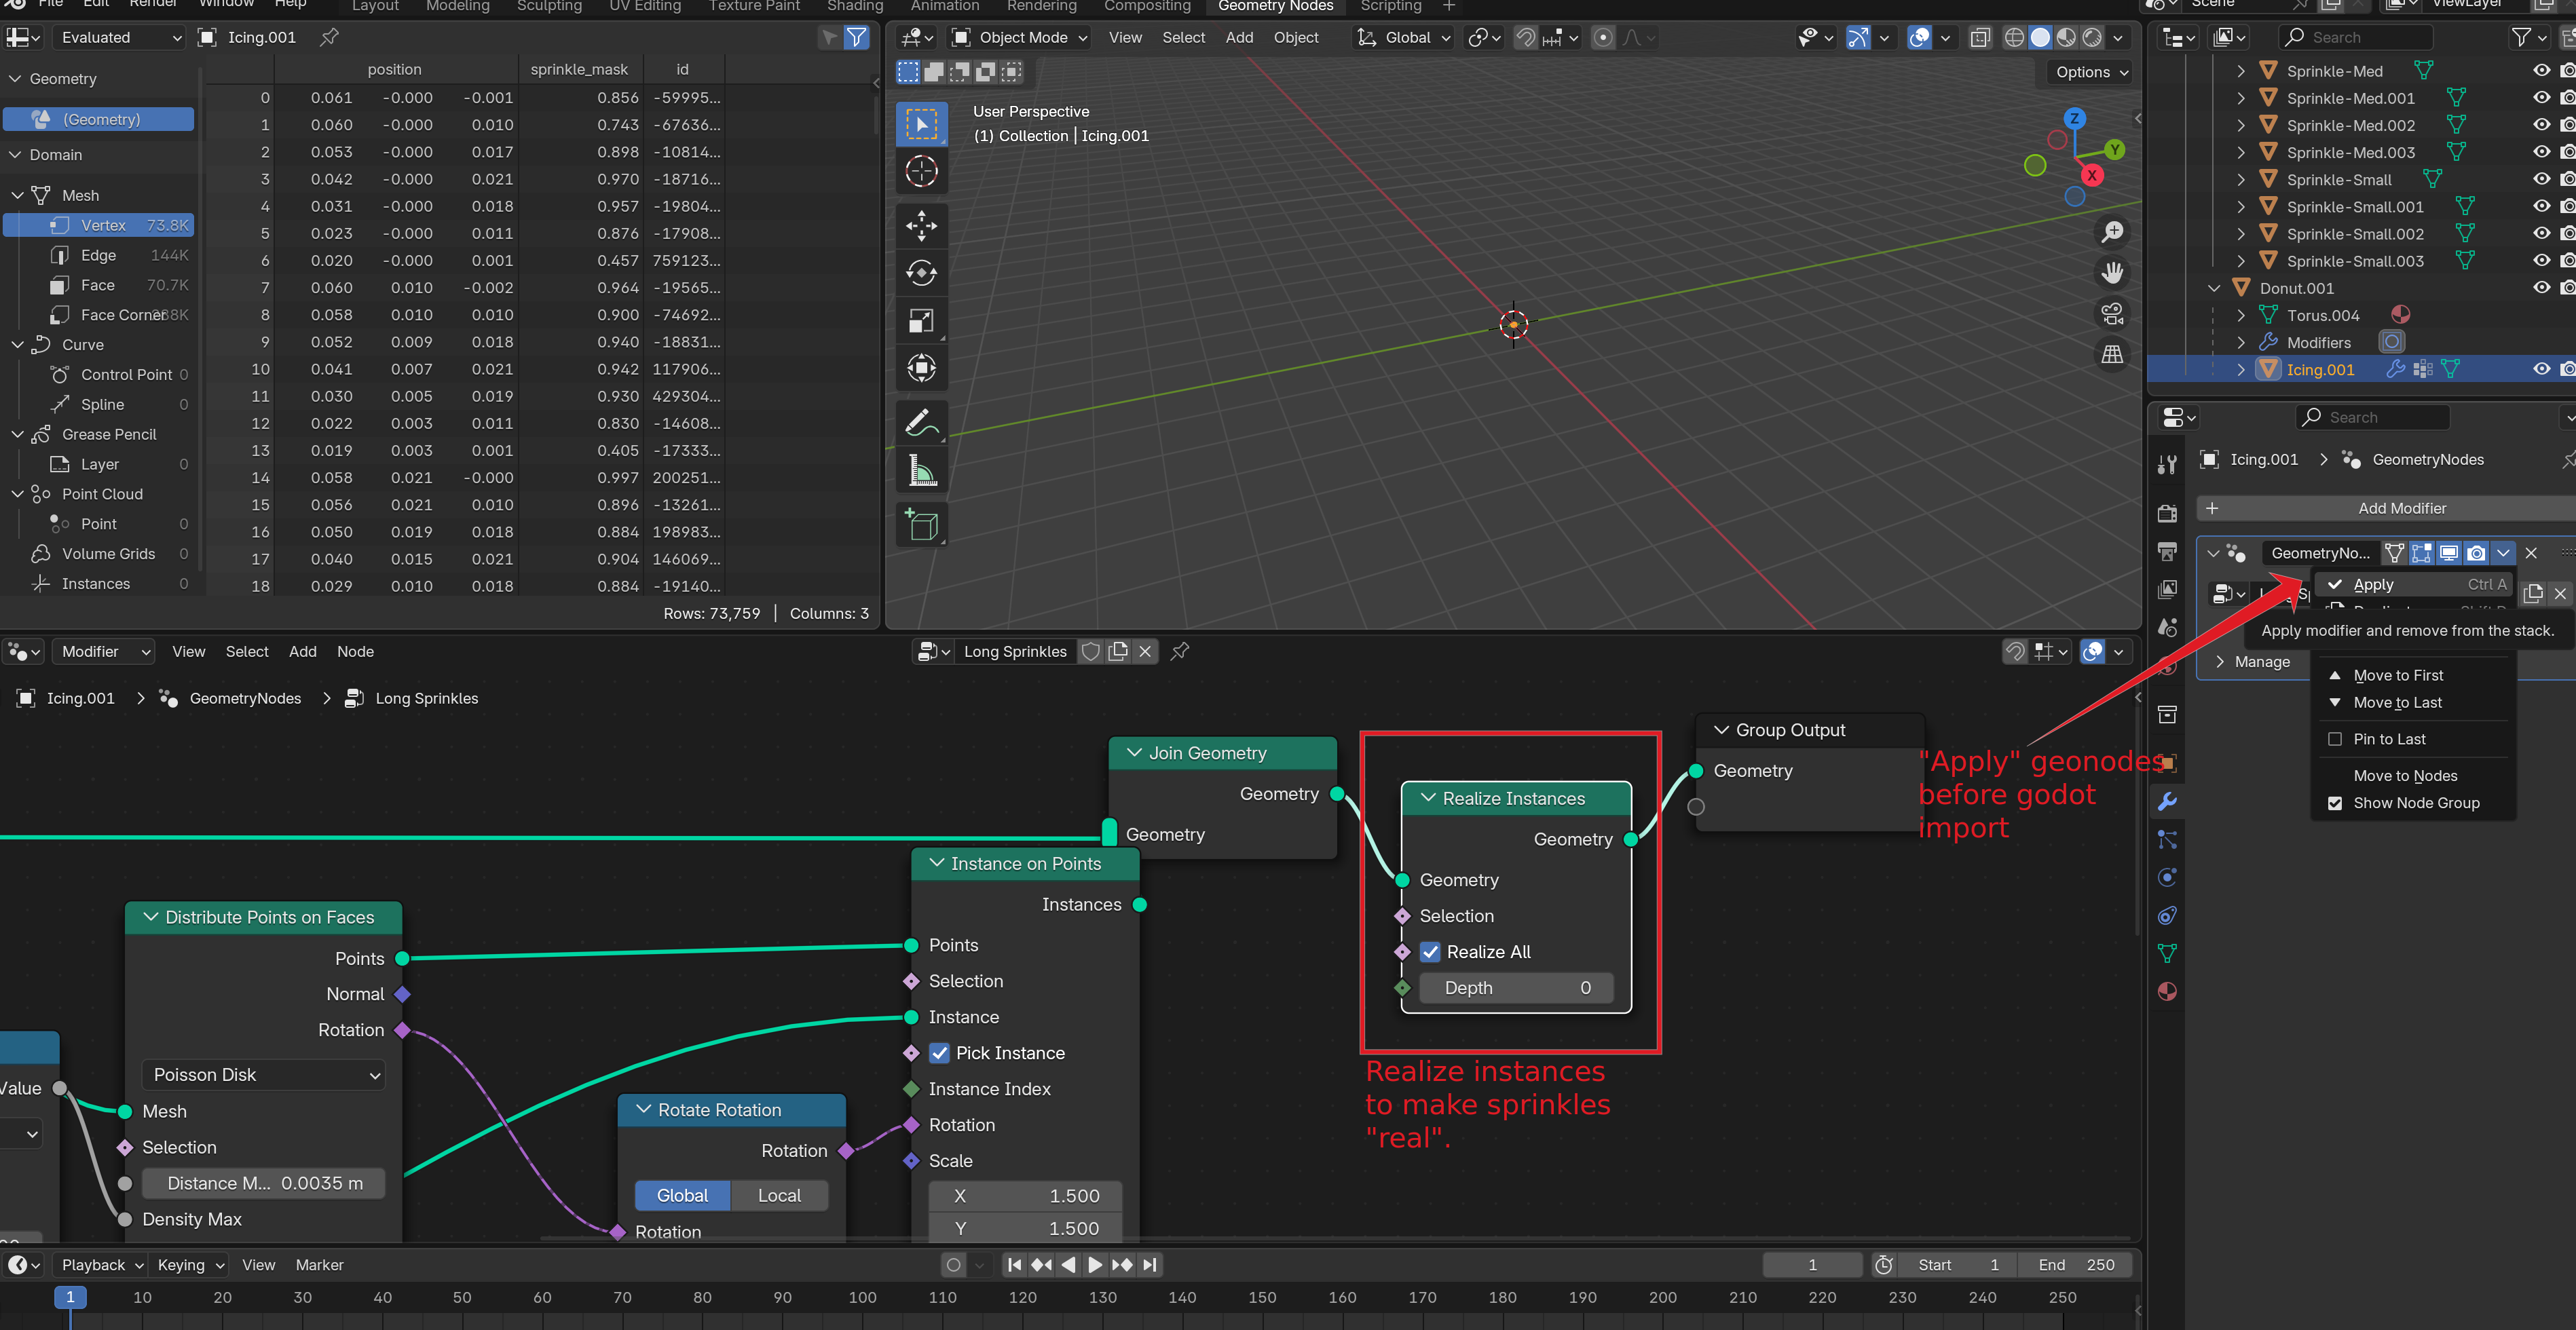 File Edit Render Window Help Layout Modeling Sculpting UV Editing Texture Paint Shading Animation Rendering Compositing Geometry Nodes Scripting +
Scene ViewLayer
Evaluated Icing.001
Object Mode View Select Add Object Global
Search
Options
Geometry
(Geometry)
Domain
Mesh
Vertex 73.8K
Edge 144K
Face 70.7K
Face Corner
Curve
Control Point 0
Spline 0
Grease Pencil
Layer 0
Point Cloud
Point 0
Volume Grids 0
Instances 0
position sprinkle_mask id
0 0.061 -0.000 -0.001 0.856 -59995...
1 0.060 -0.000 0.010 0.743 -67636...
2 0.053 -0.000 0.017 0.898 -10814...
3 0.042 -0.000 0.021 0.970 -18716...
4 0.031 -0.000 0.018 0.957 -19804...
5 0.023 -0.000 0.011 0.876 -17908...
6 0.020 -0.000 0.001 0.457 759123...
7 0.060 0.010 -0.002 0.964 -19565...
8 0.058 0.010 0.010 0.900 -74692...
9 0.052 0.009 0.018 0.940 -18831...
10 0.041 0.007 0.021 0.942 117906...
11 0.030 0.005 0.019 0.930 429304...
12 0.022 0.003 0.011 0.830 -14608...
13 0.019 0.003 0.001 0.405 -17333...
14 0.058 0.021 -0.000 0.997 200251...
15 0.056 0.021 0.010 0.896 -13261...
16 0.050 0.019 0.018 0.884 198983...
17 0.040 0.015 0.021 0.904 146069...
18 0.029 0.010 0.018 0.884 -19140...
Rows: 73,759 | Columns: 3
User Perspective
(1) Collection | Icing.001
Z
Y
X
Sprinkle-Med
Sprinkle-Med.001
Sprinkle-Med.002
Sprinkle-Med.003
Sprinkle-Small
Sprinkle-Small.001
Sprinkle-Small.002
Sprinkle-Small.003
Donut.001
Torus.004
Modifiers
Icing.001
Search
Icing.001 > GeometryNodes
+ Add Modifier
GeometryNo...
Apply Ctrl A
Apply modifier and remove from the stack.
Manage
Move to First
Move to Last
Pin to Last
Move to Nodes
Show Node Group
Modifier View Select Add Node
Long Sprinkles
Icing.001 > GeometryNodes > Long Sprinkles
Join Geometry
Geometry
Geometry
Realize Instances
Geometry
Geometry
Selection
Realize All
Depth 0
Group Output
Geometry
"Apply" geonodes
before godot
import
Realize instances
to make sprinkles
"real".
Instance on Points
Instances
Points
Selection
Instance
Pick Instance
Instance Index
Rotation
Scale
X 1.500
Y 1.500
Distribute Points on Faces
Points
Normal
Rotation
Poisson Disk
Mesh
Selection
Distance M... 0.0035 m
Density Max
Value
Rotate Rotation
Rotation
Global Local
Rotation
Playback Keying View Marker
1 Start 1 End 250
1 10 20 30 40 50 60 70 80 90 100 110 120 130 140 150 160 170 180 190 200 210 220 230 240 250